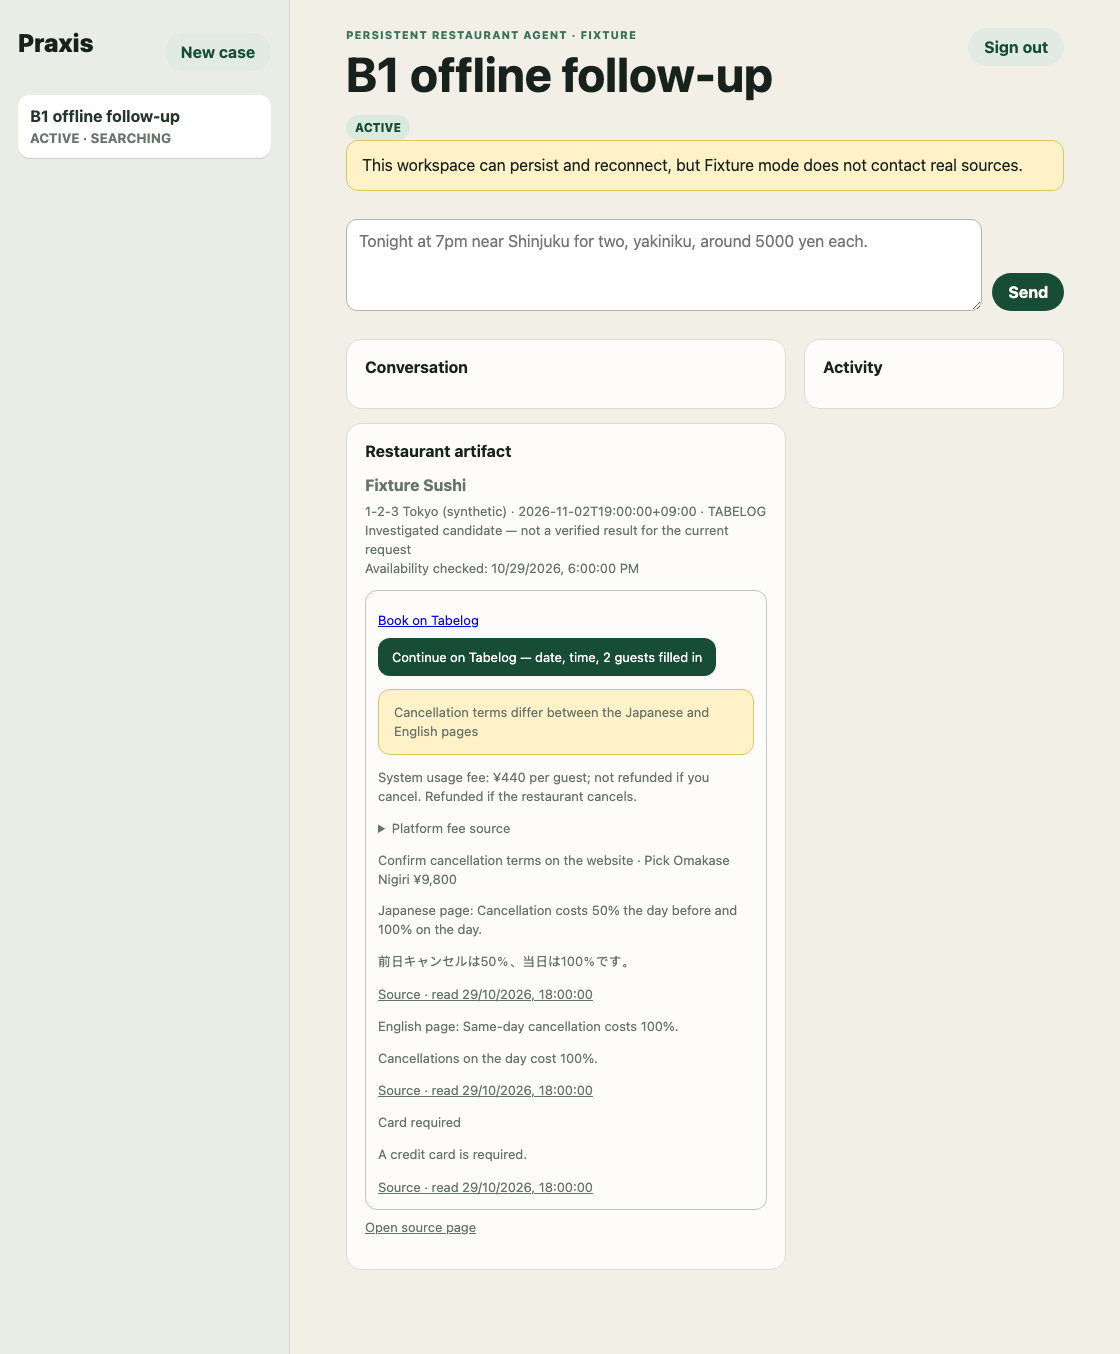 Praxis
New case
B1 offline follow-up
ACTIVE · SEARCHING
PERSISTENT RESTAURANT AGENT · FIXTURE
B1 offline follow-up
Sign out
ACTIVE
This workspace can persist and reconnect, but Fixture mode does not contact real sources.
Tonight at 7pm near Shinjuku for two, yakiniku, around 5000 yen each.
Send
Conversation
Activity
Restaurant artifact
Fixture Sushi
1-2-3 Tokyo (synthetic) · 2026-11-02T19:00:00+09:00 · TABELOG
Investigated candidate — not a verified result for the current
request
Availability checked: 10/29/2026, 6:00:00 PM
Book on Tabelog
Continue on Tabelog — date, time, 2 guests filled in
Cancellation terms differ between the Japanese and
English pages
System usage fee: ¥440 per guest; not refunded if you
cancel. Refunded if the restaurant cancels.
Platform fee source
Confirm cancellation terms on the website · Pick Omakase
Nigiri ¥9,800
Japanese page: Cancellation costs 50% the day before and
100% on the day.
前日キャンセルは50%、当日は100%です。
Source · read 29/10/2026, 18:00:00
English page: Same-day cancellation costs 100%.
Cancellations on the day cost 100%.
Source · read 29/10/2026, 18:00:00
Card required
A credit card is required.
Source · read 29/10/2026, 18:00:00
Open source page